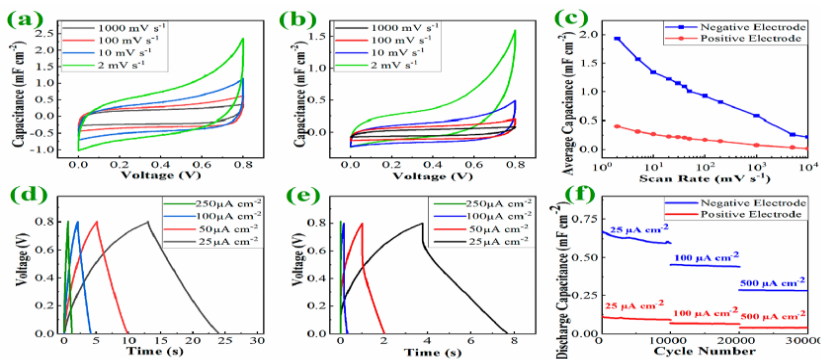 (a)
1000 mV s⁻¹
100 mV s⁻¹
10 mV s⁻¹
2 mV s⁻¹
Capacitance (mF cm⁻²)
2.5
2.0
1.5
1.0
0.5
0.0
-0.5
-1.0
0.0 0.2 0.4 0.6 0.8
Voltage (V)
(b)
1000 mV s⁻¹
100 mV s⁻¹
10 mV s⁻¹
2 mV s⁻¹
Capacitance (mF cm⁻²)
1.5
1.0
0.5
0.0
0.0 0.2 0.4 0.6 0.8
Voltage (V)
(c)
Negative Electrode
Positive Electrode
Average Capaciance (mF cm⁻²)
2.0
1.5
1.0
0.5
0.0
10¹ 10² 10³ 10⁴
Scan Rate (mV s⁻¹)
(d)
250μA cm⁻²
100μA cm⁻²
50μA cm⁻²
25μA cm⁻²
Voltage (V)
0.8
0.6
0.4
0.2
0.0
0 5 10 15 20 25 30
Time (s)
(e)
250μA cm⁻²
100μA cm⁻²
50μA cm⁻²
25μA cm⁻²
Voltage (V)
0.8
0.6
0.4
0.2
0.0
0 2 4 6 8
Time (s)
(f)
Negative Electrode
Positive Electrode
Discharge Capacitance (mF cm⁻²)
0.75
0.50
0.25
0.00
25 μA cm⁻²
100 μA cm⁻²
500 μA cm⁻²
25 μA cm⁻²
100 μA cm⁻²
500 μA cm⁻²
0 10000 20000 30000
Cycle Number